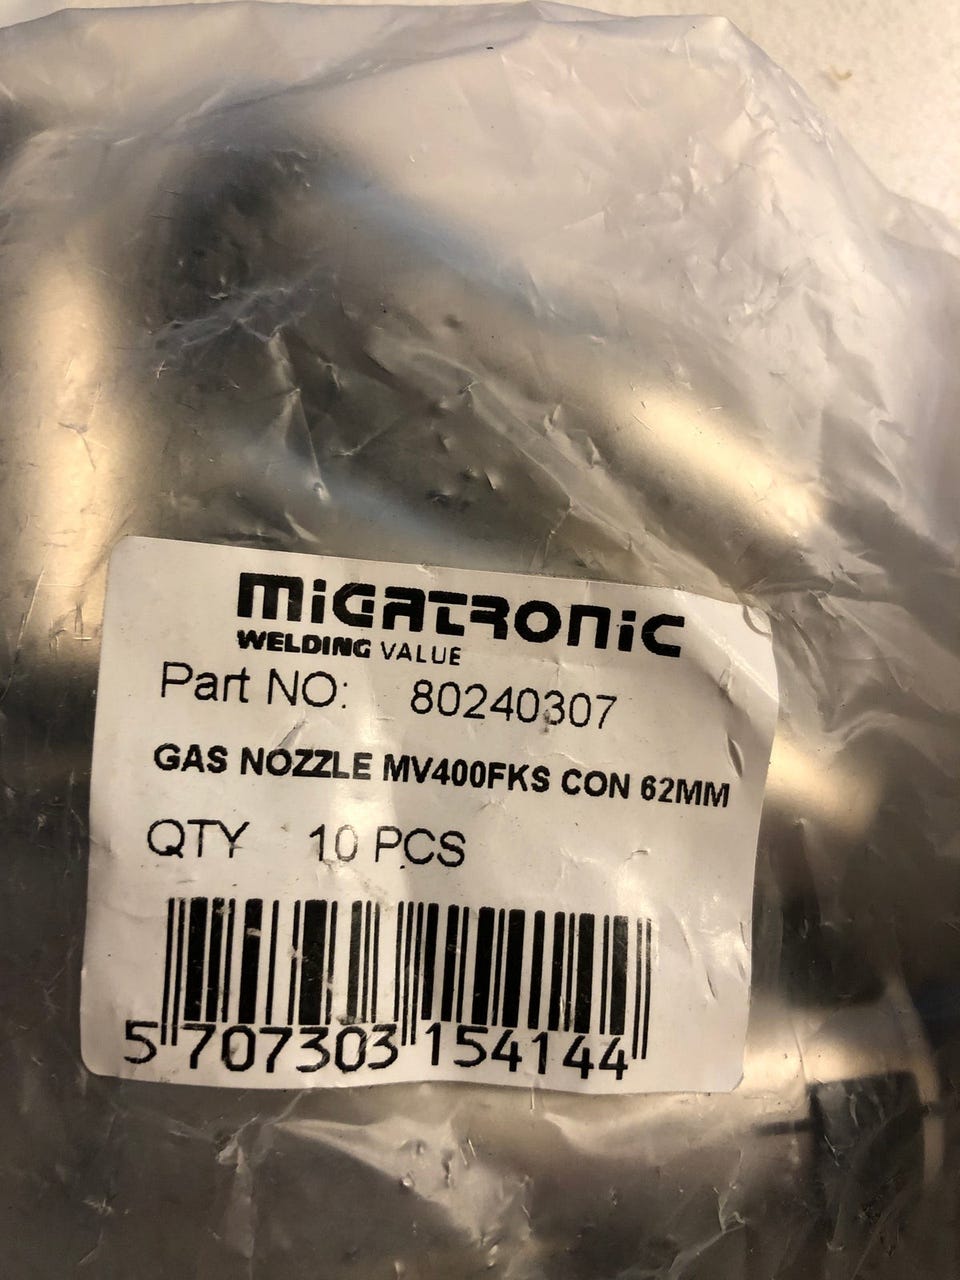 MiGATRONiC
WELDING VALUE
Part NO: 80240307
GAS NOZZLE MV400FKS CON 62MM
QTY 10 PCS
5 707303 154144